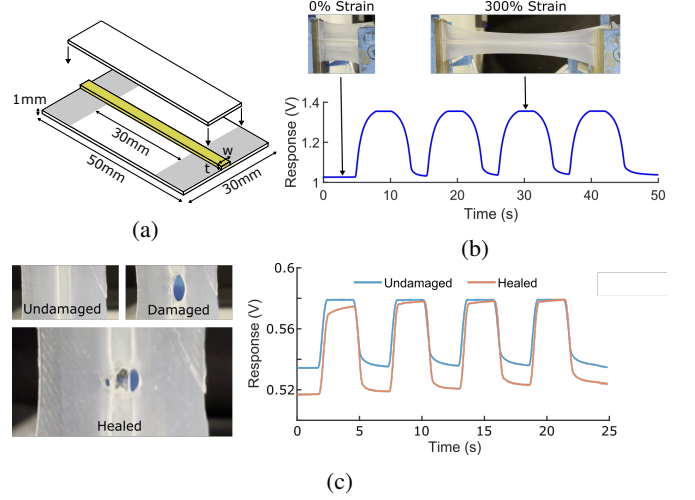 0% Strain
300% Strain
1mm
30mm
w
t
50mm
30mm
(a)
Response (V)
1.4
1.2
1
0
10
20
30
40
50
Time (s)
(b)
Undamaged
Damaged
Healed
Response (V)
0.6
0.56
0.52
Undamaged
Healed
0
5
10
15
20
25
Time (s)
(c)